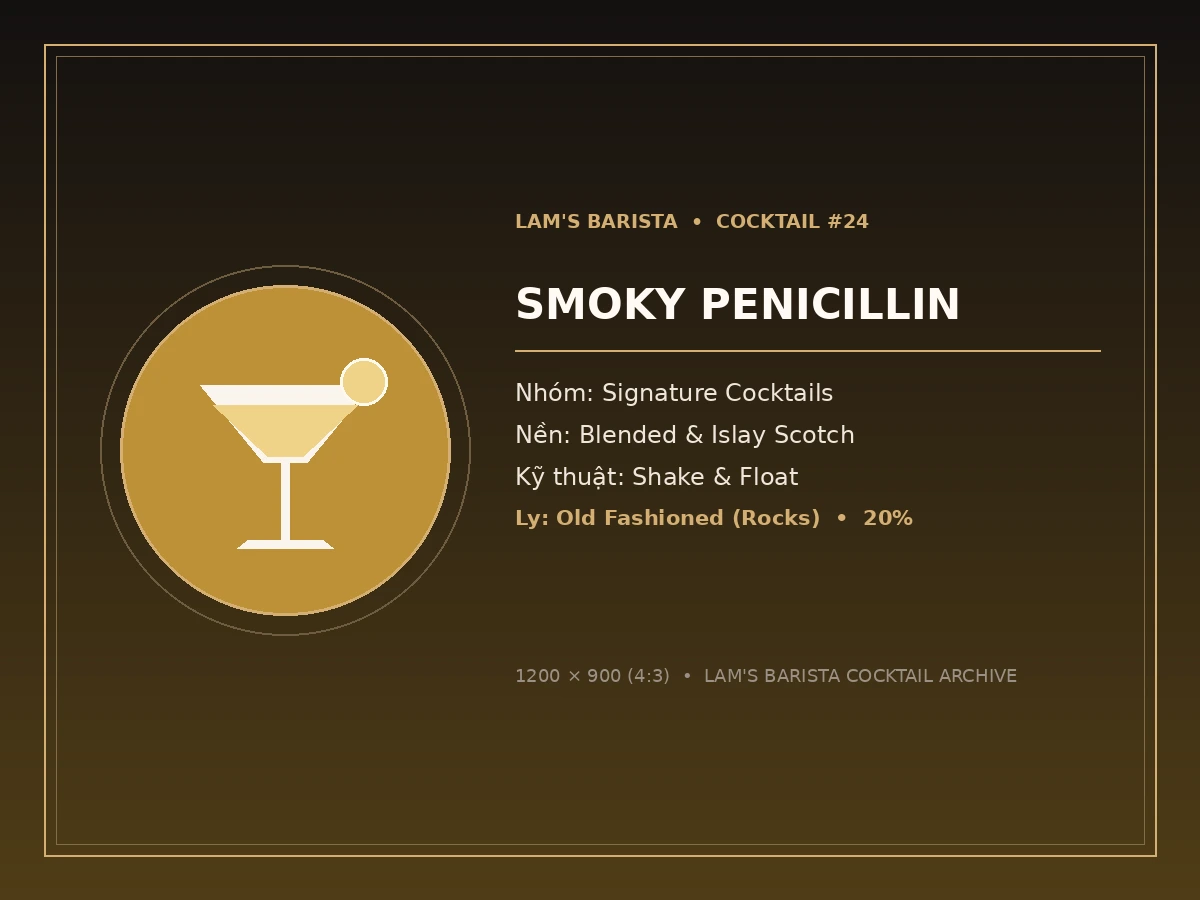 LAM'S BARISTA • COCKTAIL #24
SMOKY PENICILLIN
Nhóm: Signature Cocktails
Nền: Blended & Islay Scotch
Kỹ thuật: Shake & Float
Ly: Old Fashioned (Rocks) • 20%
1200 × 900 (4:3) • LAM'S BARISTA COCKTAIL ARCHIVE